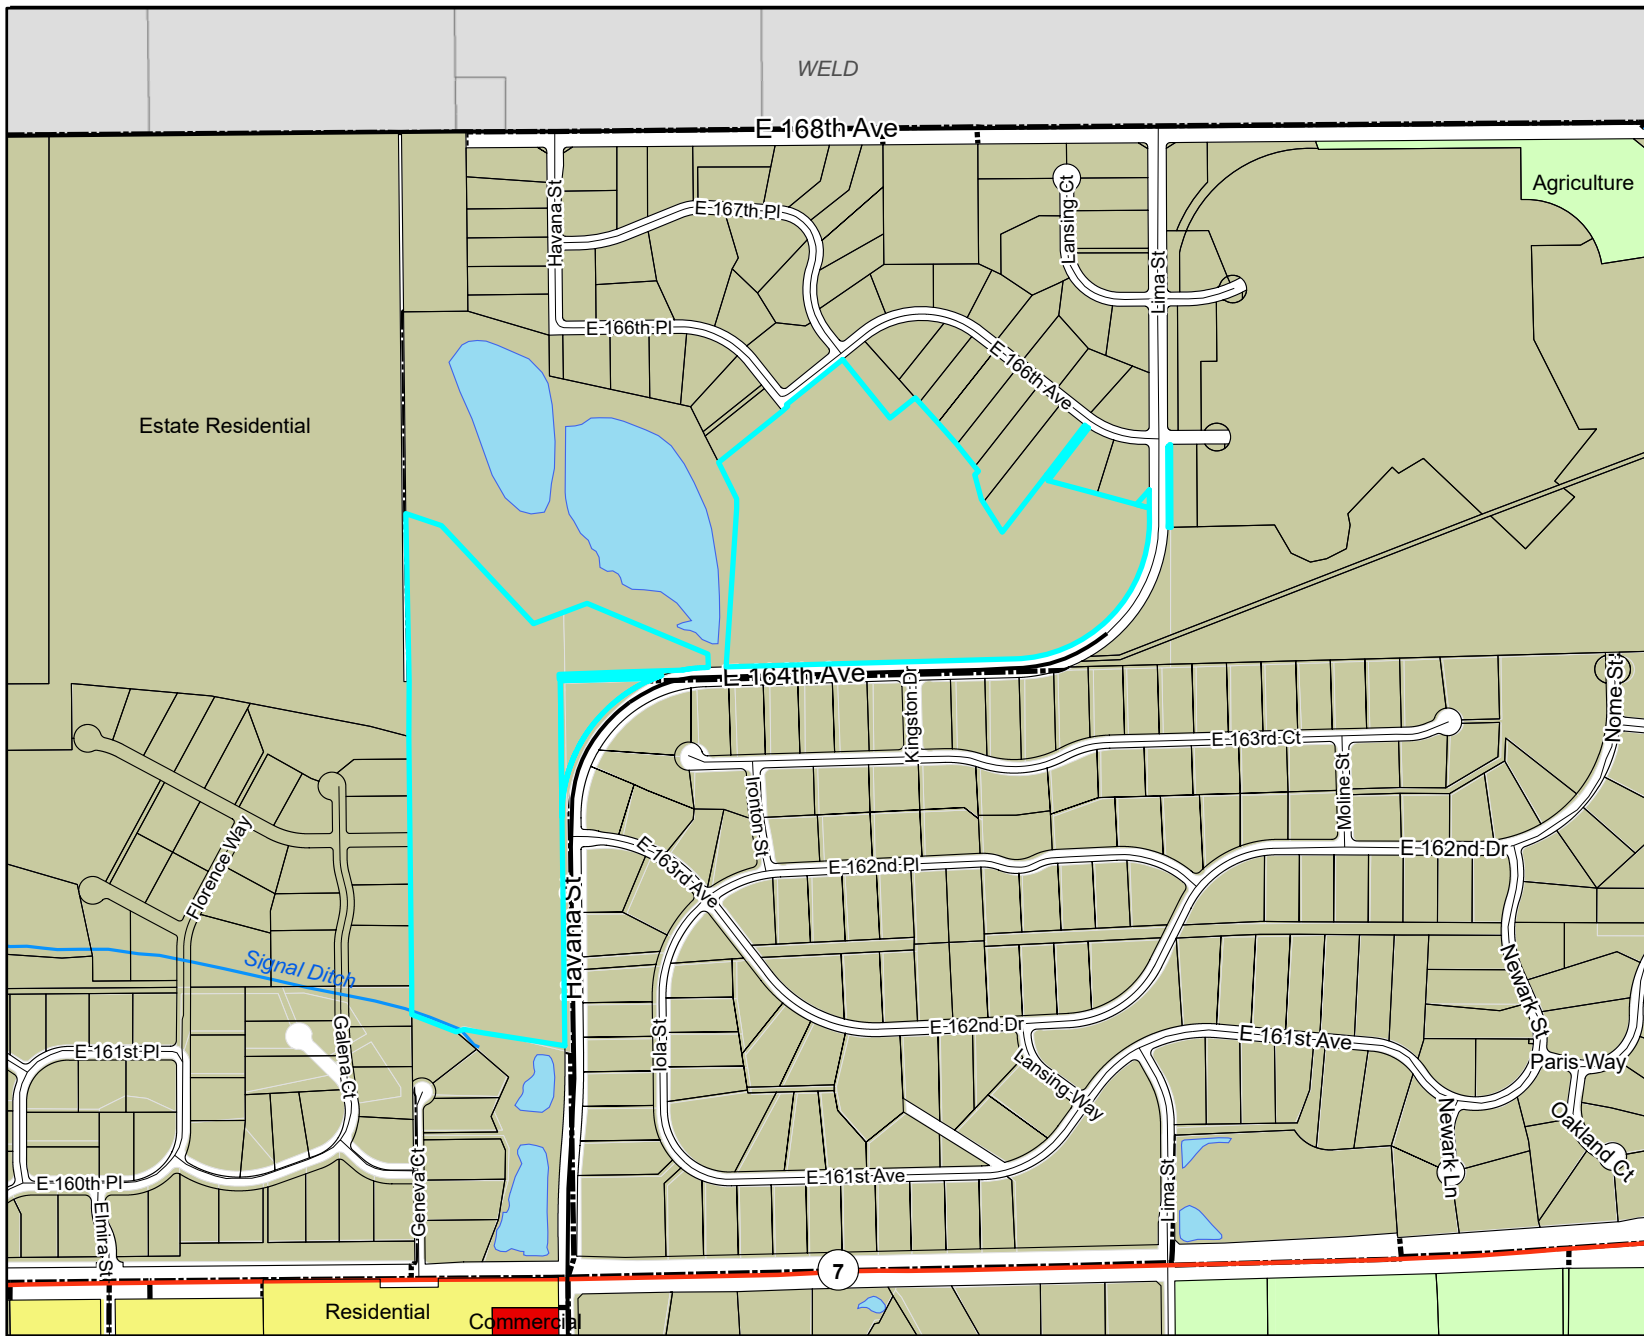 WELD
E 168th Ave
Agriculture
Havana St
E 167th Pl
Lansing Ct
Lima St
E 166th Pl
E 166th Ave
Estate Residential
E 164th Ave
Kingston Dr
Nome St
E 163rd Ct
Moline St
Ironton St
E 162nd Dr
E 163rd Ave
E 162nd Pl
Florence Way
Havana St
Signal Ditch
Newark St
E 162nd Dr
E 161st Ave
Iola St
Galena Ct
E 161st Pl
Lansing Way
Paris Way
Newark Ln
Oakland Ct
Geneva Ct
E 160th Pl
E 161st Ave
Lima St
Elmira St
7
Residential
Commercial